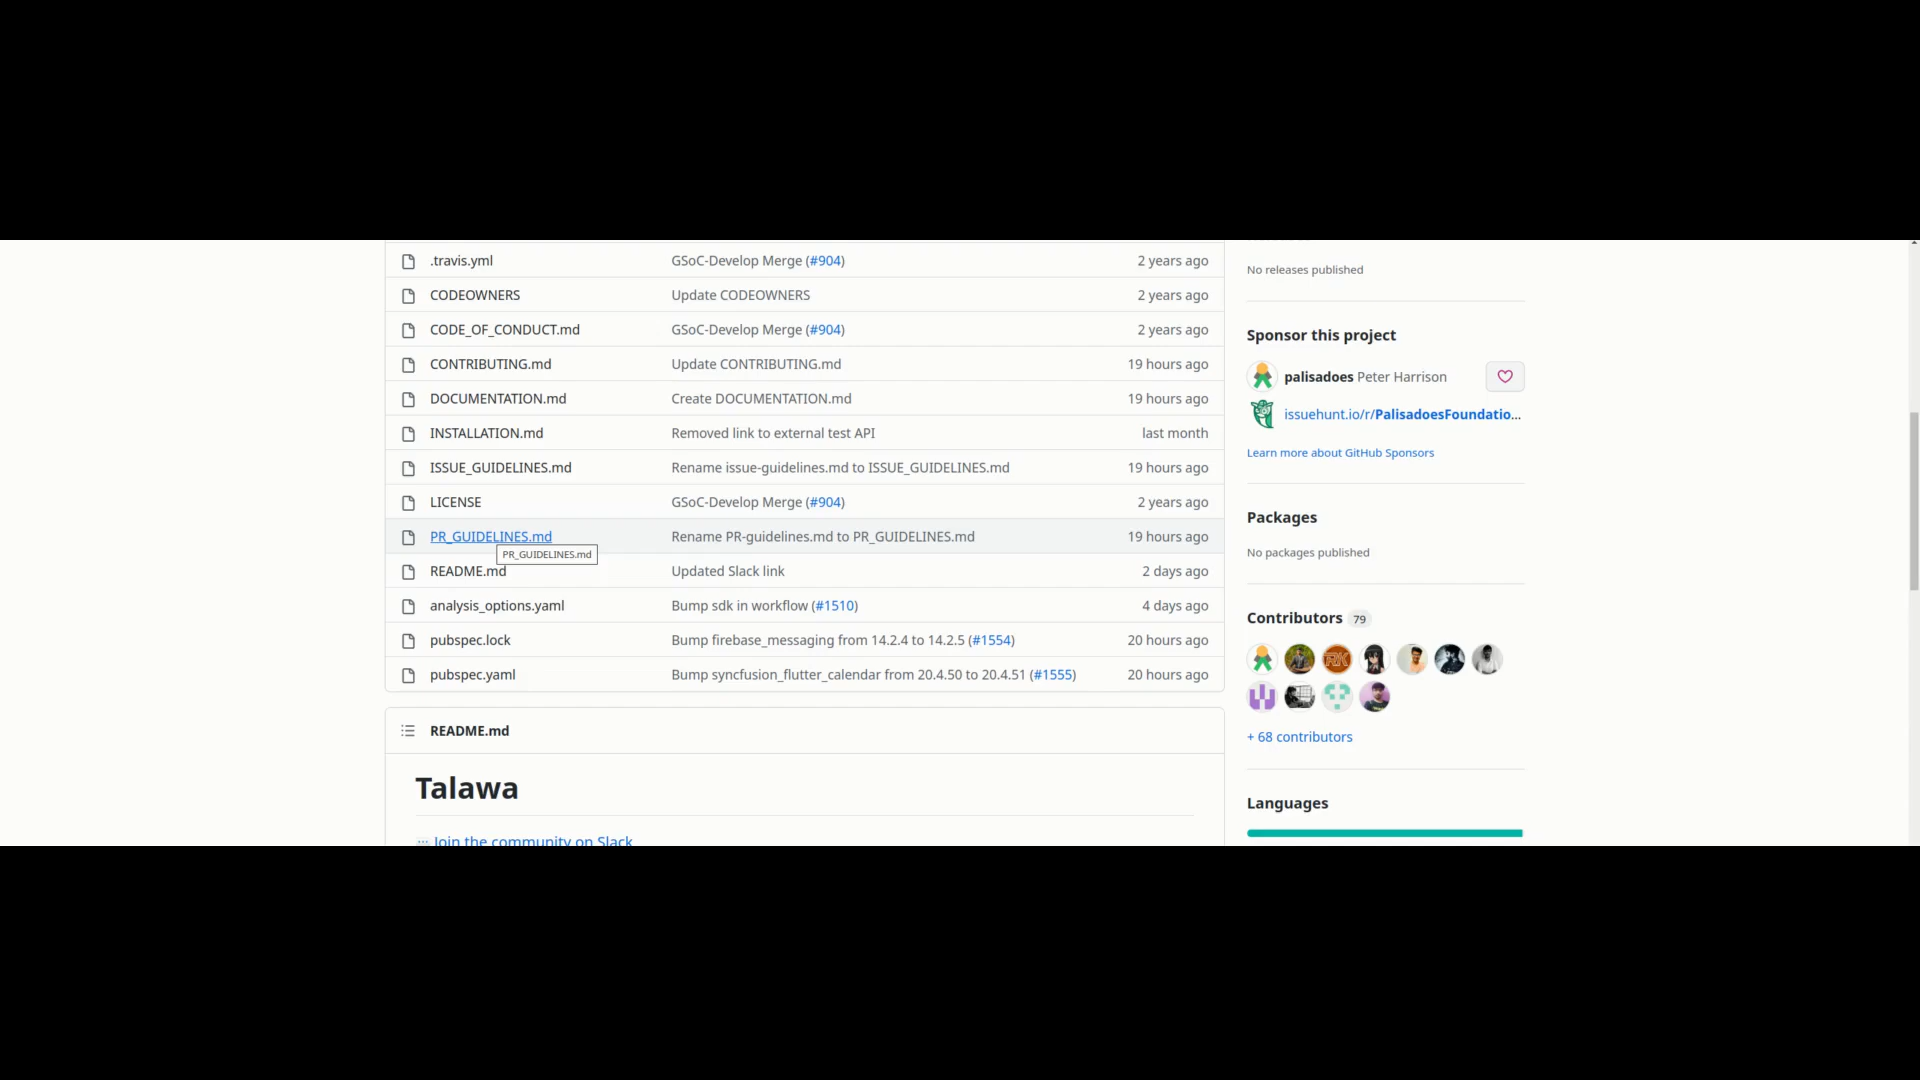 .travis.yml GSoC-Develop Merge (#904) 2 years ago
CODEOWNERS Update CODEOWNERS 2 years ago
CODE_OF_CONDUCT.md GSoC-Develop Merge (#904) 2 years ago
CONTRIBUTING.md Update CONTRIBUTING.md 19 hours ago
DOCUMENTATION.md Create DOCUMENTATION.md 19 hours ago
INSTALLATION.md Removed link to external test API last month
ISSUE_GUIDELINES.md Rename issue-guidelines.md to ISSUE_GUIDELINES.md 19 hours ago
LICENSE GSoC-Develop Merge (#904) 2 years ago
PR_GUIDELINES.md Rename PR-guidelines.md to PR_GUIDELINES.md 19 hours ago
PR_GUIDELINES.md
README.md Updated Slack link 2 days ago
analysis_options.yaml Bump sdk in workflow (#1510) 4 days ago
pubspec.lock Bump firebase_messaging from 14.2.4 to 14.2.5 (#1554) 20 hours ago
pubspec.yaml Bump syncfusion_flutter_calendar from 20.4.50 to 20.4.51 (#1555) 20 hours ago
README.md
Talawa
Join the community on Slack
No releases published
Sponsor this project
palisadoes Peter Harrison
issuehunt.io/r/PalisadoesFoundatio...
Learn more about GitHub Sponsors
Packages
No packages published
Contributors 79
RK
+ 68 contributors
Languages